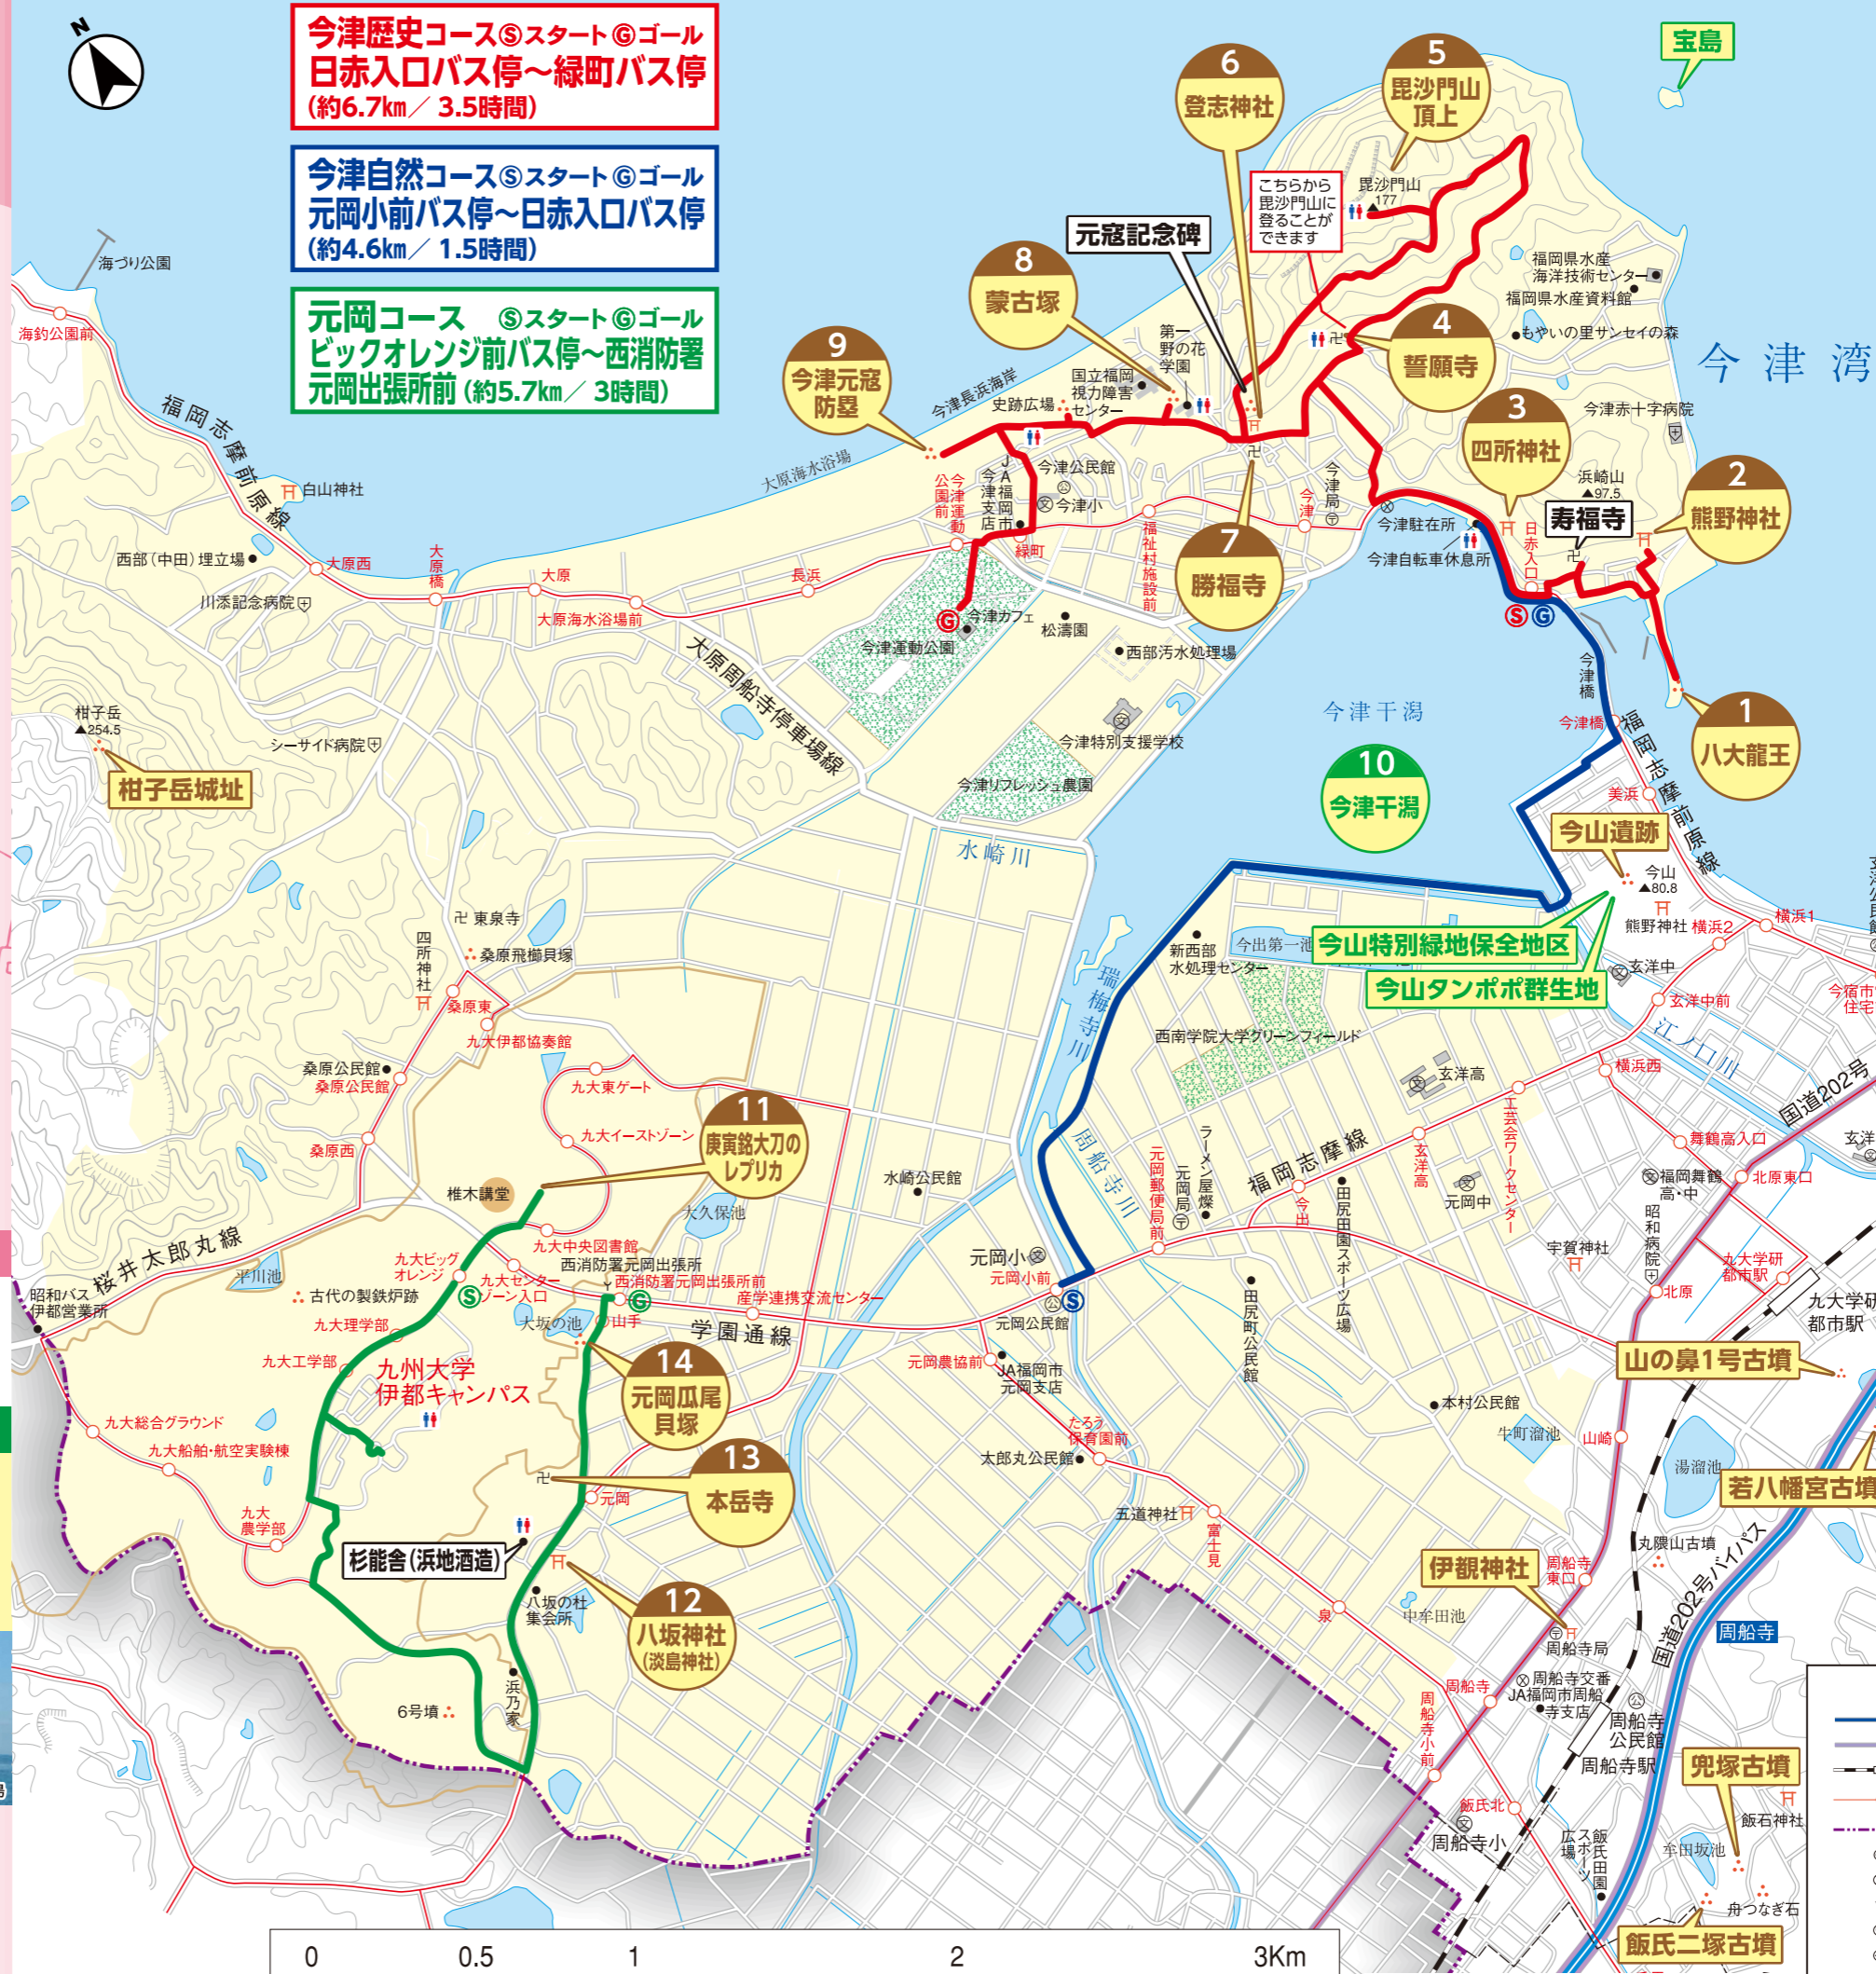 N
今津歴史コースⓈスタートⒼゴール
日赤入口バス停〜緑町バス停
(約6.7㎞／3.5時間)
今津自然コースⓈスタートⒼゴール
元岡小前バス停〜日赤入口バス停
(約4.6㎞／1.5時間)
元岡コース ⓈスタートⒼゴール
ビックオレンジ前バス停〜西消防署
元岡出張所前(約5.7㎞／3時間)
宝島
5
毘沙門山
頂上
6
登志神社
こちらから
毘沙門山に
登ることが
できます
毘沙門山
▲177
元寇記念碑
8
蒙古塚
9
今津元寇
防塁
4
誓願寺
3
四所神社
2
熊野神社
7
勝福寺
1
八大龍王
10
今津干潟
福岡県水産
海洋技術センター
福岡県水産資料館
もやいの里サンセイの森
今津湾
今津赤十字病院
浜崎山
▲97.5
寿福寺
第一
野の花
学園
国立福岡
視力障害
センター
史跡広場
今津長浜海岸
大原海水浴場
今津公民館
今津小
JA福岡市
今津支店
今津運動
公園前
緑町
福祉村施設前
今津
今津局
今津駐在所
今津自転車休息所
日赤入口
Ⓢ Ⓖ
今津橋
今津橋
美浜
福岡志摩前原線
海づり公園
海釣公園前
福岡志摩前原線
白山神社
西部(中田)埋立場
大原西
大原橋
大原
大原海水浴場前
長浜
川添記念病院
Ⓖ
今津カフェ
今津運動公園
松濤園
西部汚水処理場
大原周船寺停車場線
今津特別支援学校
今津リフレッシュ農園
今津干潟
柑子岳
▲254.5
柑子岳城址
シーサイド病院
水崎川
今山遺跡
今山
▲80.8
熊野神社
横浜2
横浜1
今山特別緑地保全地区
今山タンポポ群生地
新西部
水処理センター
今出第一池
瑞梅寺川
西南学院大学グリーンフィールド
玄洋中
玄洋中前
今宿市
住宅
江ノ口川
横浜西
国道202号
玄洋高
玄洋高
工芸会ワークセンター
舞鶴高入口
福岡舞鶴
高・中
北原東口
東泉寺
桑原飛櫛貝塚
四所神社
桑原東
九大伊都協奏館
桑原公民館
桑原公民館
桑原西
九大東ゲート
九大イーストゾーン
11
庚寅銘大刀の
レプリカ
椎木講堂
大久保池
水崎公民館
周船寺川
元岡郵便局前
元岡局
ラーメン屋燦
福岡志摩線
今出
田尻田園スポーツ広場
元岡中
宇賀神社
昭和病院
九大学研
都市駅
北原
九大学研
都市駅
桜井太郎丸線
平川池
昭和バス
伊都営業所
古代の製鉄炉跡
九大ビッグ
オレンジ
Ⓢ
九大センター
ゾーン入口
九大中央図書館
西消防署元岡出張所
西消防署元岡出張所前
Ⓖ
産学連携交流センター
山手
大坂の池
学園通線
元岡小
元岡小前
Ⓢ
元岡公民館
九大理学部
九大工学部
九州大学
伊都キャンパス
14
元岡瓜尾
貝塚
元岡農協前
JA福岡市
元岡支店
田尻町公民館
本村公民館
牛町溜池
山崎
山の鼻1号古墳
湯溜池
若八幡宮古墳
九大総合グラウンド
九大船舶・航空実験棟
九大
農学部
13
本岳寺
元岡
たろう
保育園前
太郎丸公民館
五道神社
富士見
杉能舎(浜地酒造)
八坂の杜
集会所
12
八坂神社
(淡島神社)
浜乃家
6号墳
泉
伊覩神社
中牟田池
周船寺
東口
周船寺局
丸隈山古墳
国道202号バイパス
周船寺
周船寺
周船寺交番
JA福岡市周船
寺支店
周船寺
公民館
周船寺駅
周船寺小前
飯氏北
周船寺小
飯氏田園
スポーツ
広場
兜塚古墳
飯石神社
牟田坂池
舟つなぎ石
飯氏二塚古墳
0 0.5 1 2 3Km